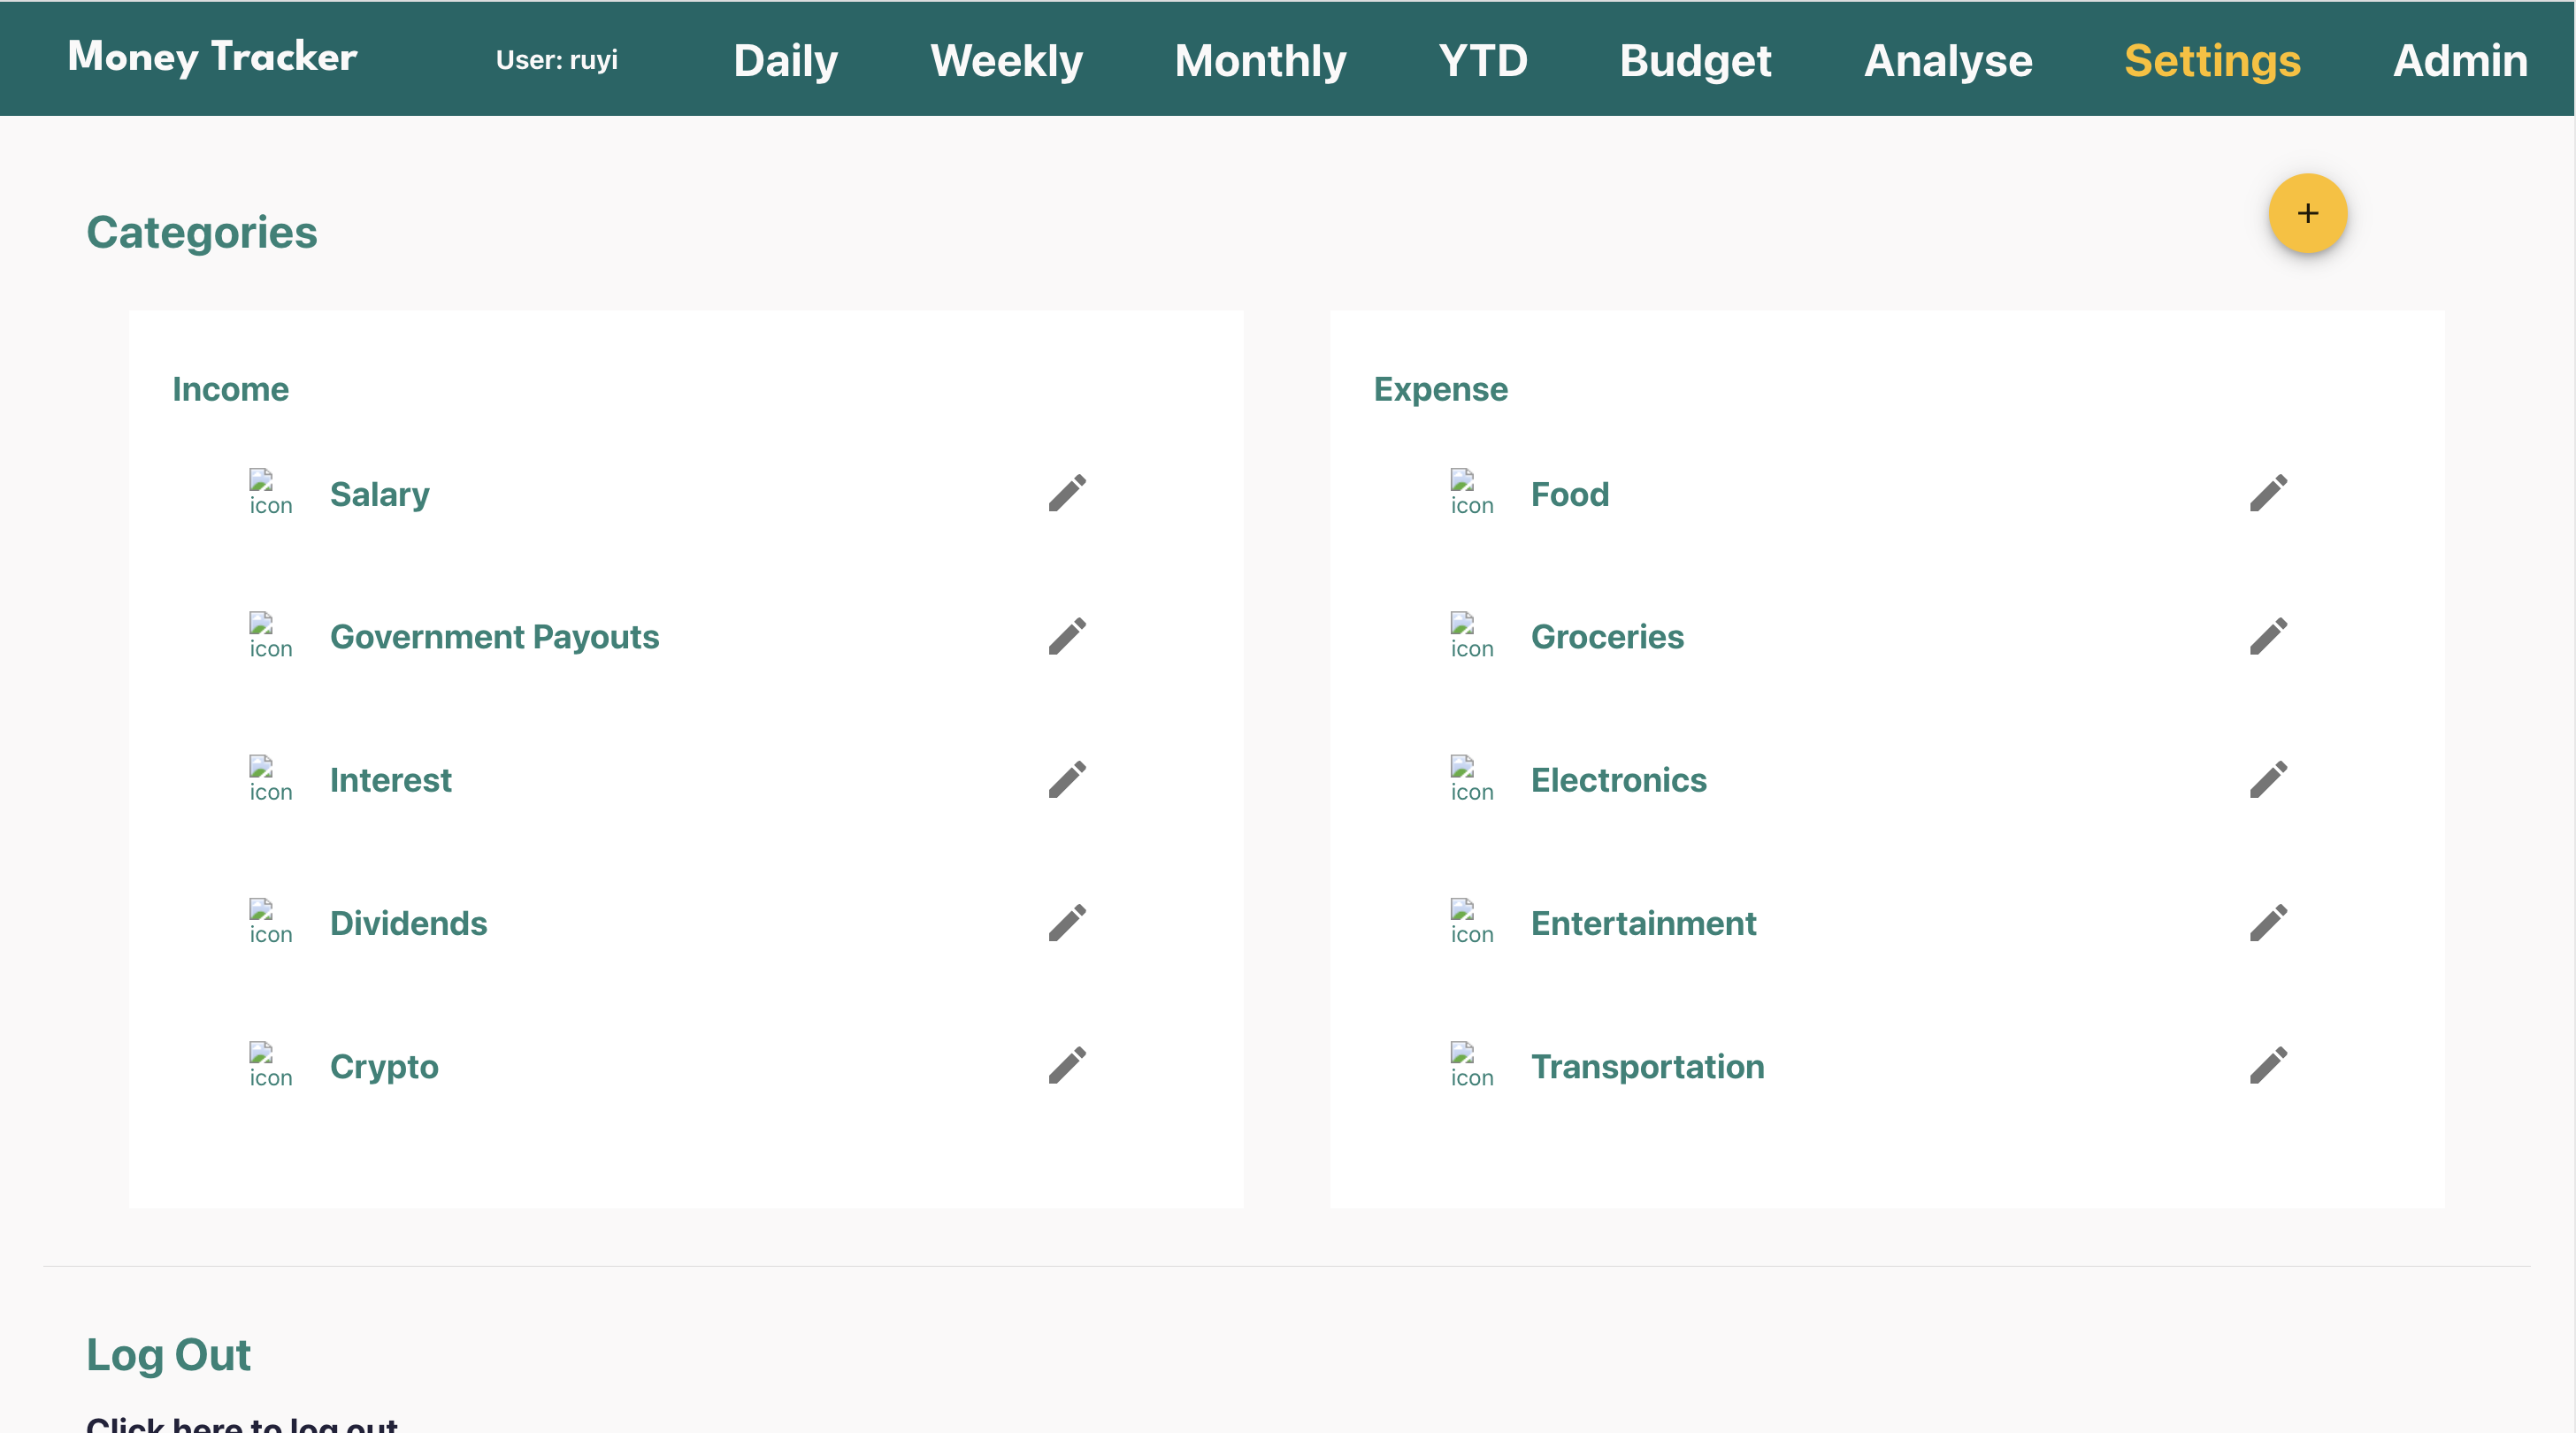 Money Tracker User: ruyi Daily Weekly Monthly YTD Budget Analyse Settings Admin
Categories
+
Income
icon Salary
icon Government Payouts
icon Interest
icon Dividends
icon Crypto
Expense
icon Food
icon Groceries
icon Electronics
icon Entertainment
icon Transportation
Log Out
Click here to log out